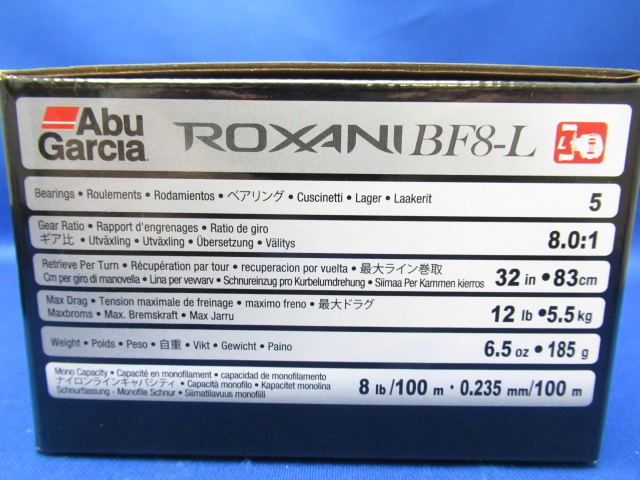 Abu Garcia
ROXANI BF8-L
Bearings • Roulements • Rodamientos • ベアリング • Cuscinetti • Lager • Laakerit
5
Gear Ratio • Rapport d'engrenages • Ratio de giro
ギア比 • Utväxling • Utväxling • Übersetzung • Välitys
8.0:1
Retrieve Per Turn • Récupération par tour • recuperacion por vuelta • 最大ライン巻取
Cm per giro di manovella • Lina per vevvarv • Schnureinzug pro Kurbelumdrehung • Siimaa Per Kammen kierros
32 in • 83cm
Max Drag • Tension maximale de freinage • maximo freno • 最大ドラグ
Maxbroms • Max. Bremskraft • Max Jarru
12 lb •5.5kg
Weight • Poids • Peso • 自重 • Vikt • Gewicht • Paino
6.5 oz • 185 g
Mono Capacity • Capacité en monofilament • capacidad de monofilamento
ナイロンラインキャパシティ • Capacità monofilo • Kapacitet monolina
Schnurfassung - Monofile Schnur • Siimatilavuus monofiili
8 lb/100 m · 0.235 mm/100 m